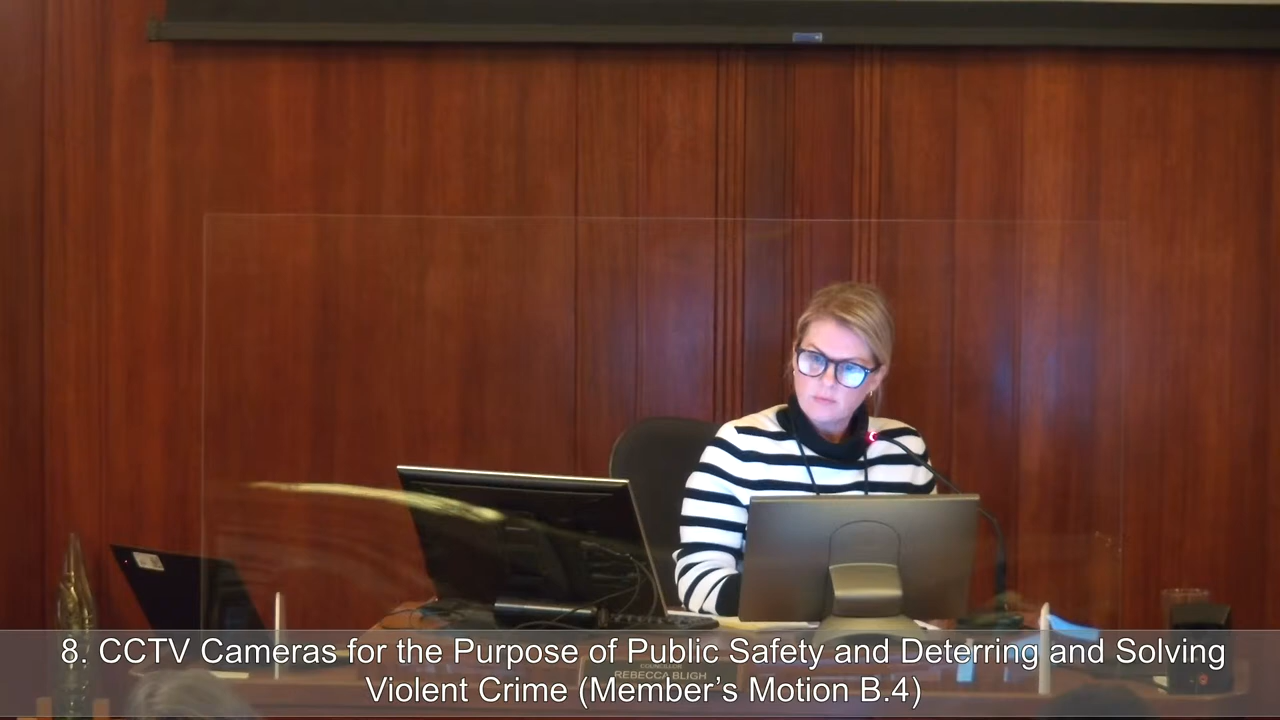 8. CCTV Cameras for the Purpose of Public Safety and Deterring and Solving
Violent Crime (Member's Motion B.4)
COUNCILLOR
REBECCA BLIGH